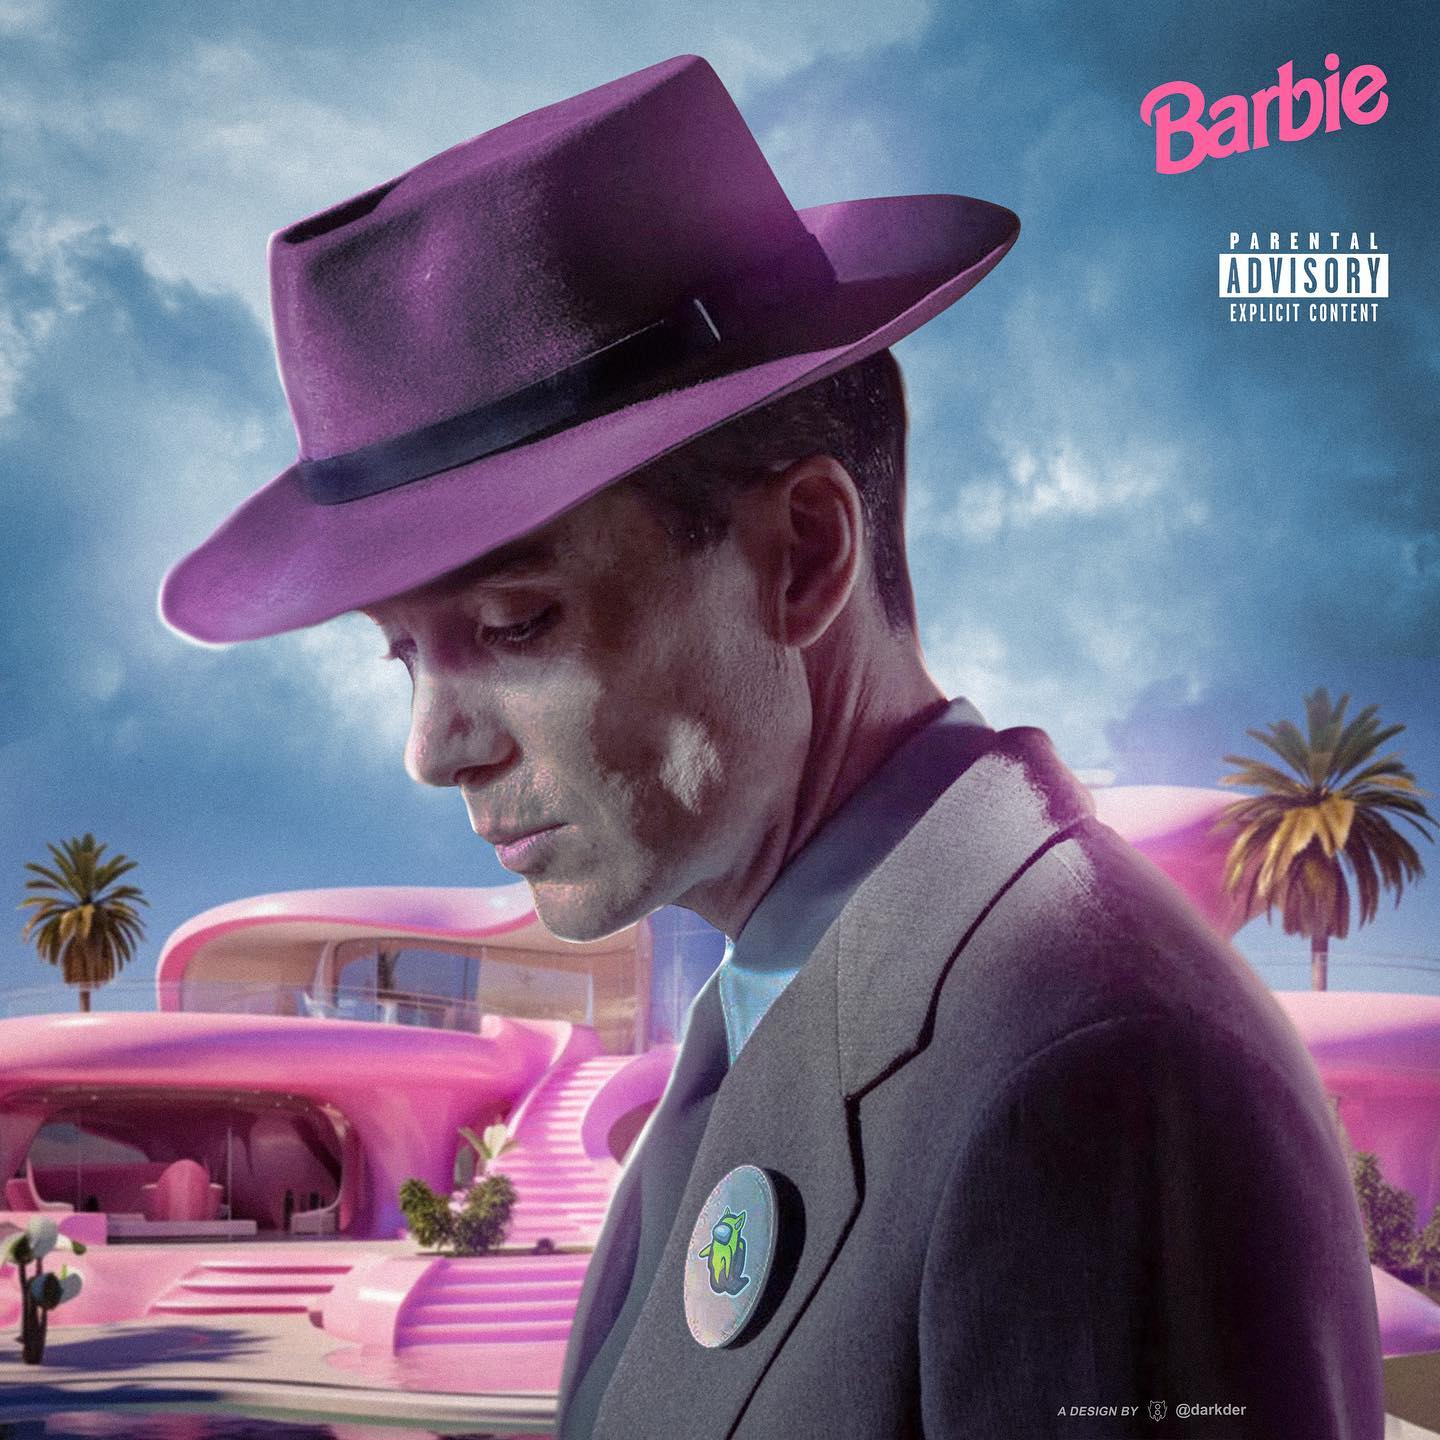 Barbie
PARENTAL
ADVISORY
EXPLICIT CONTENT
A DESIGN BY @darkder